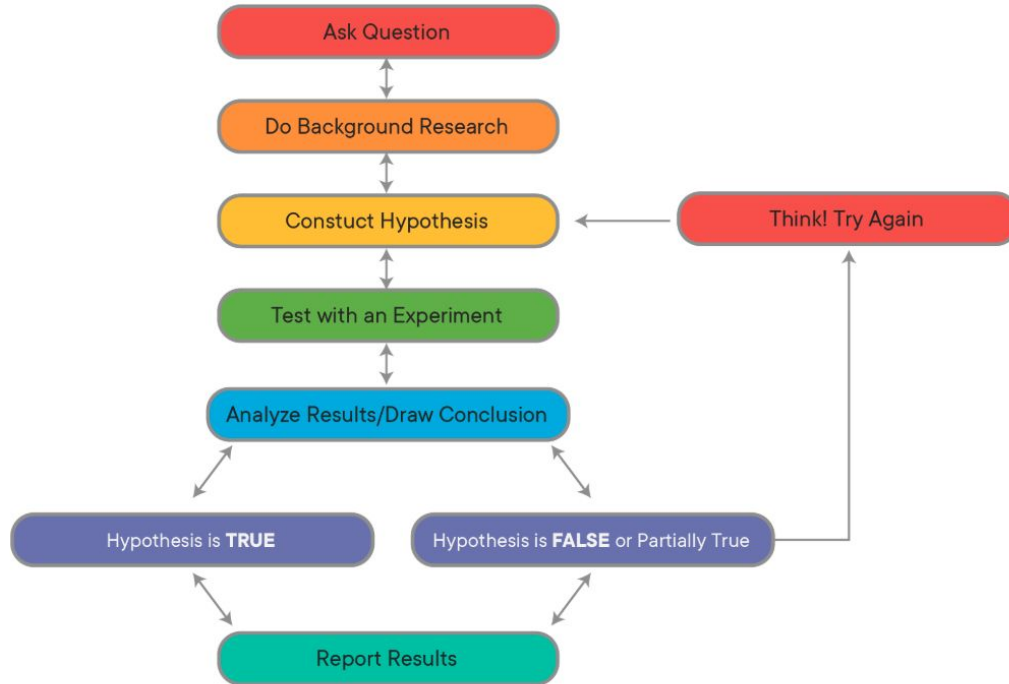 Ask Question
Do Background Research
Constuct Hypothesis
Think! Try Again
Test with an Experiment
Analyze Results/Draw Conclusion
Hypothesis is TRUE
Hypothesis is FALSE or Partially True
Report Results